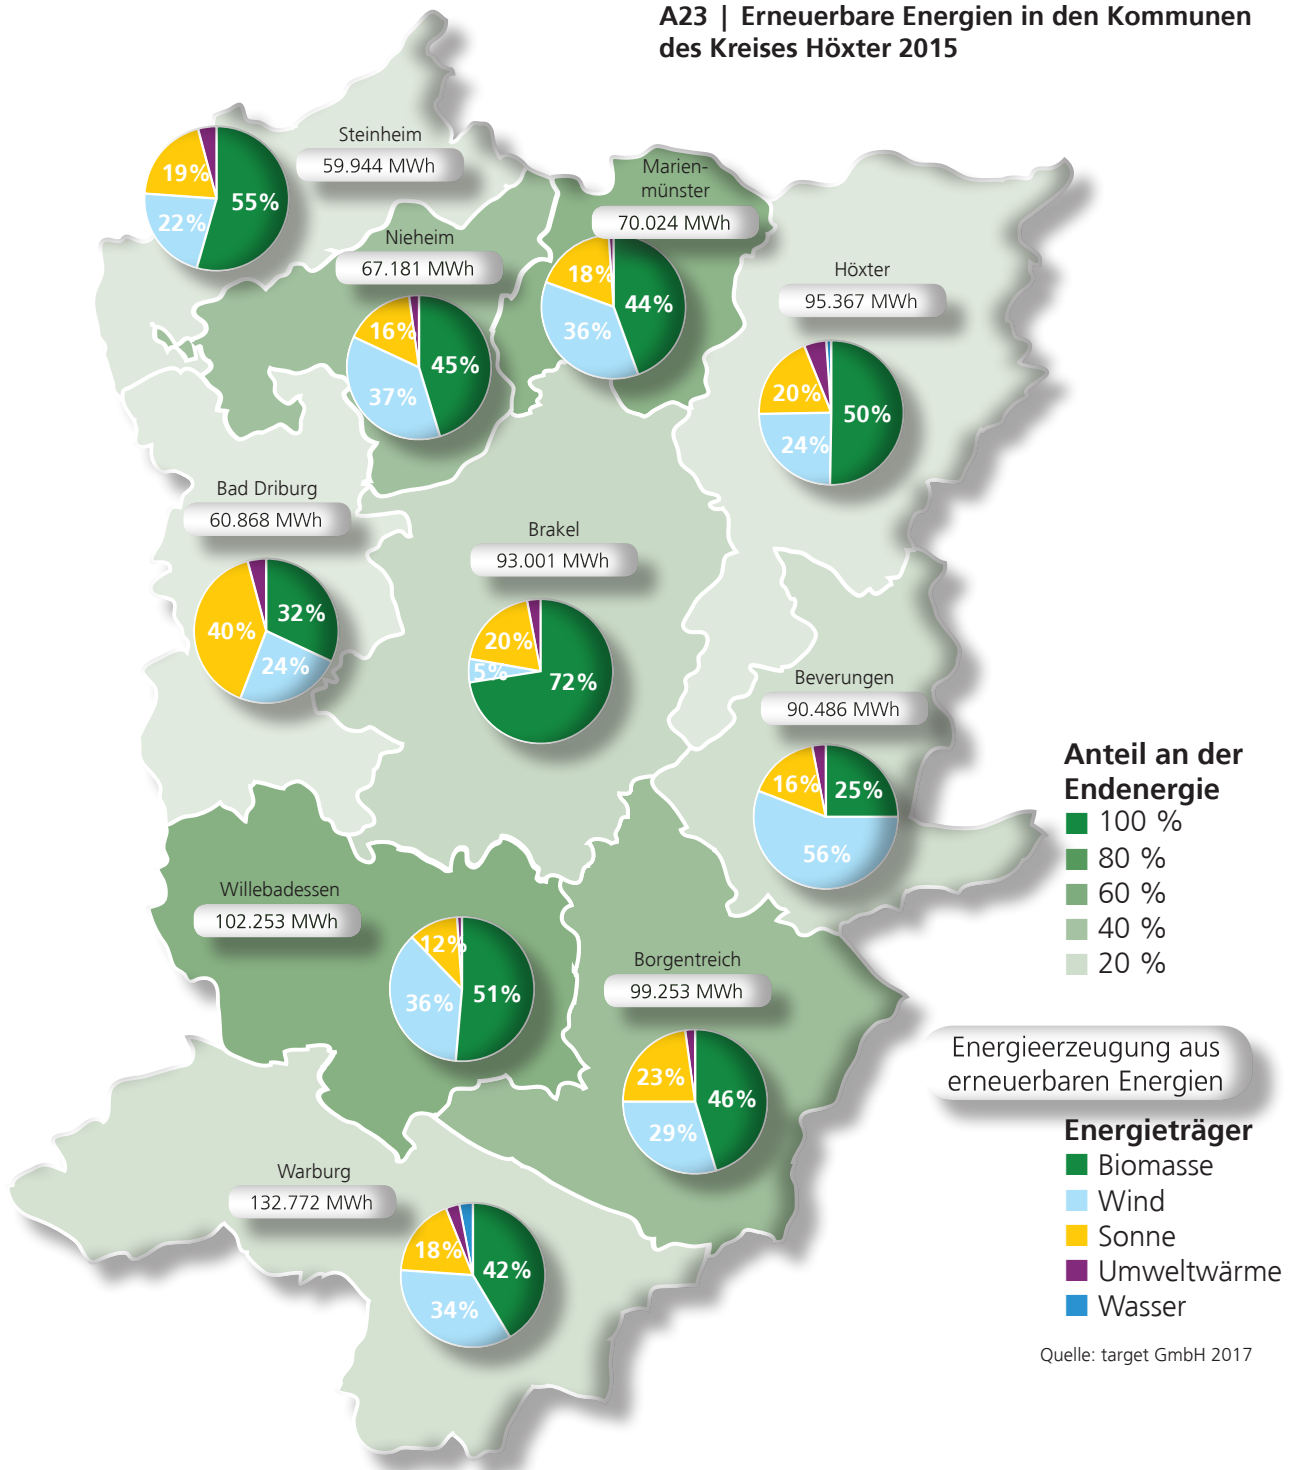 A23 | Erneuerbare Energien in den Kommunen
des Kreises Höxter 2015
Steinheim
59.944 MWh
19%
55%
22%
Marien-
münster
70.024 MWh
18%
44%
36%
Nieheim
67.181 MWh
16%
45%
37%
Höxter
95.367 MWh
20%
50%
24%
Bad Driburg
60.868 MWh
32%
40%
24%
Brakel
93.001 MWh
20%
5%
72%
Beverungen
90.486 MWh
16%
25%
56%
Willebadessen
102.253 MWh
12%
36%
51%
Borgentreich
99.253 MWh
23%
46%
29%
Warburg
132.772 MWh
18%
42%
34%
Anteil an der
Endenergie
100 %
80 %
60 %
40 %
20 %
Energieerzeugung aus
erneuerbaren Energien
Energieträger
Biomasse
Wind
Sonne
Umweltwärme
Wasser
Quelle: target GmbH 2017